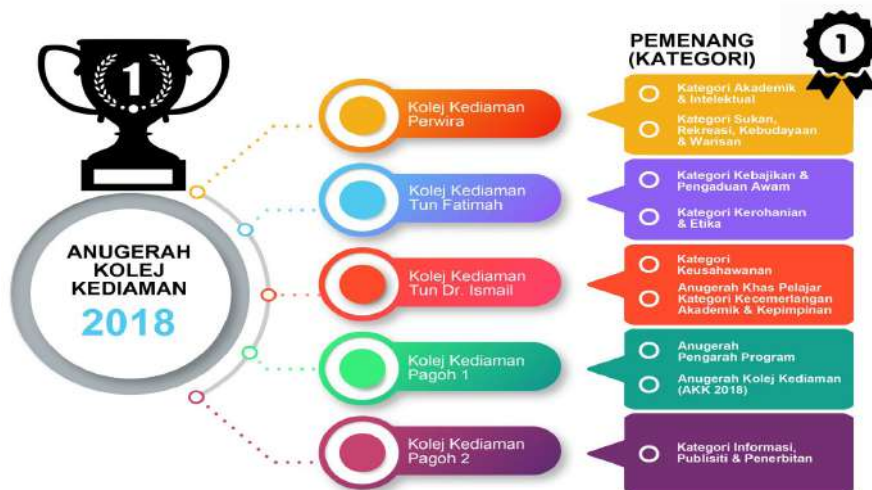 1
ANUGERAH
KOLEJ
KEDIAMAN
2018
PEMENANG
(KATEGORI)
1
Kolej Kediaman
Perwira
Kategori Akademik
& Intelektual
Kategori Sukan,
Rekreasi, Kebudayaan
& Warisan
Kolej Kediaman
Tun Fatimah
Kategori Kebajikan &
Pengaduan Awam
Kategori Kerohanian
& Etika
Kolej Kediaman
Tun Dr. Ismail
Kategori
Keusahawanan
Anugerah Khas Pelajar
Kategori Kecemerlangan
Akademik & Kepimpinan
Kolej Kediaman
Pagoh 1
Anugerah
Pengarah Program
Anugerah Kolej Kediaman
(AKK 2018)
Kolej Kediaman
Pagoh 2
Kategori Informasi,
Publisiti & Penerbitan